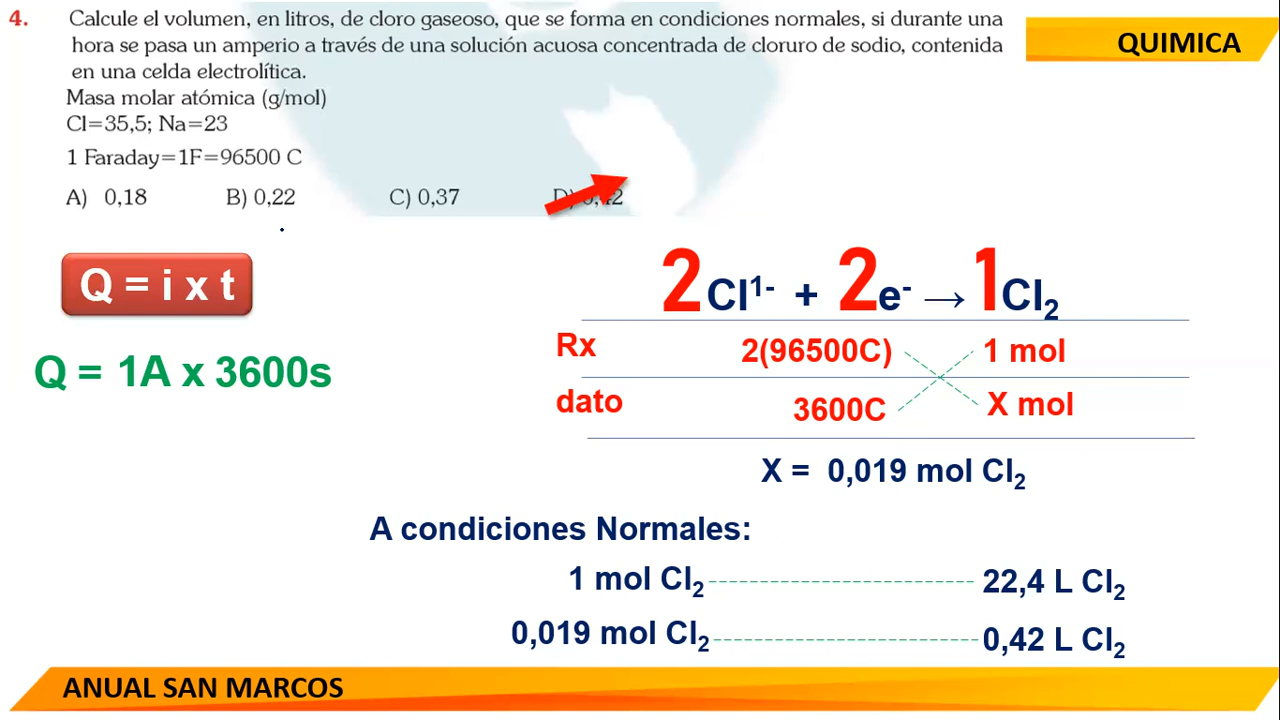 4. Calcule el volumen, en litros, de cloro gaseoso, que se forma en condiciones normales, si durante una
hora se pasa un amperio a través de una solución acuosa concentrada de cloruro de sodio, contenida
en una celda electrolítica.
Masa molar atómica (g/mol)
Cl=35,5; Na=23
1 Faraday=1F=96500 C
A) 0,18 B) 0,22 C) 0,37 D) 0,42
QUIMICA
Q = i x t
Q = 1A x 3600s
2Cl¹⁻ + 2e⁻ → 1Cl₂
Rx 2(96500C) 1 mol
dato 3600C X mol
X = 0,019 mol Cl₂
A condiciones Normales:
1 mol Cl₂ 22,4 L Cl₂
0,019 mol Cl₂ 0,42 L Cl₂
ANUAL SAN MARCOS